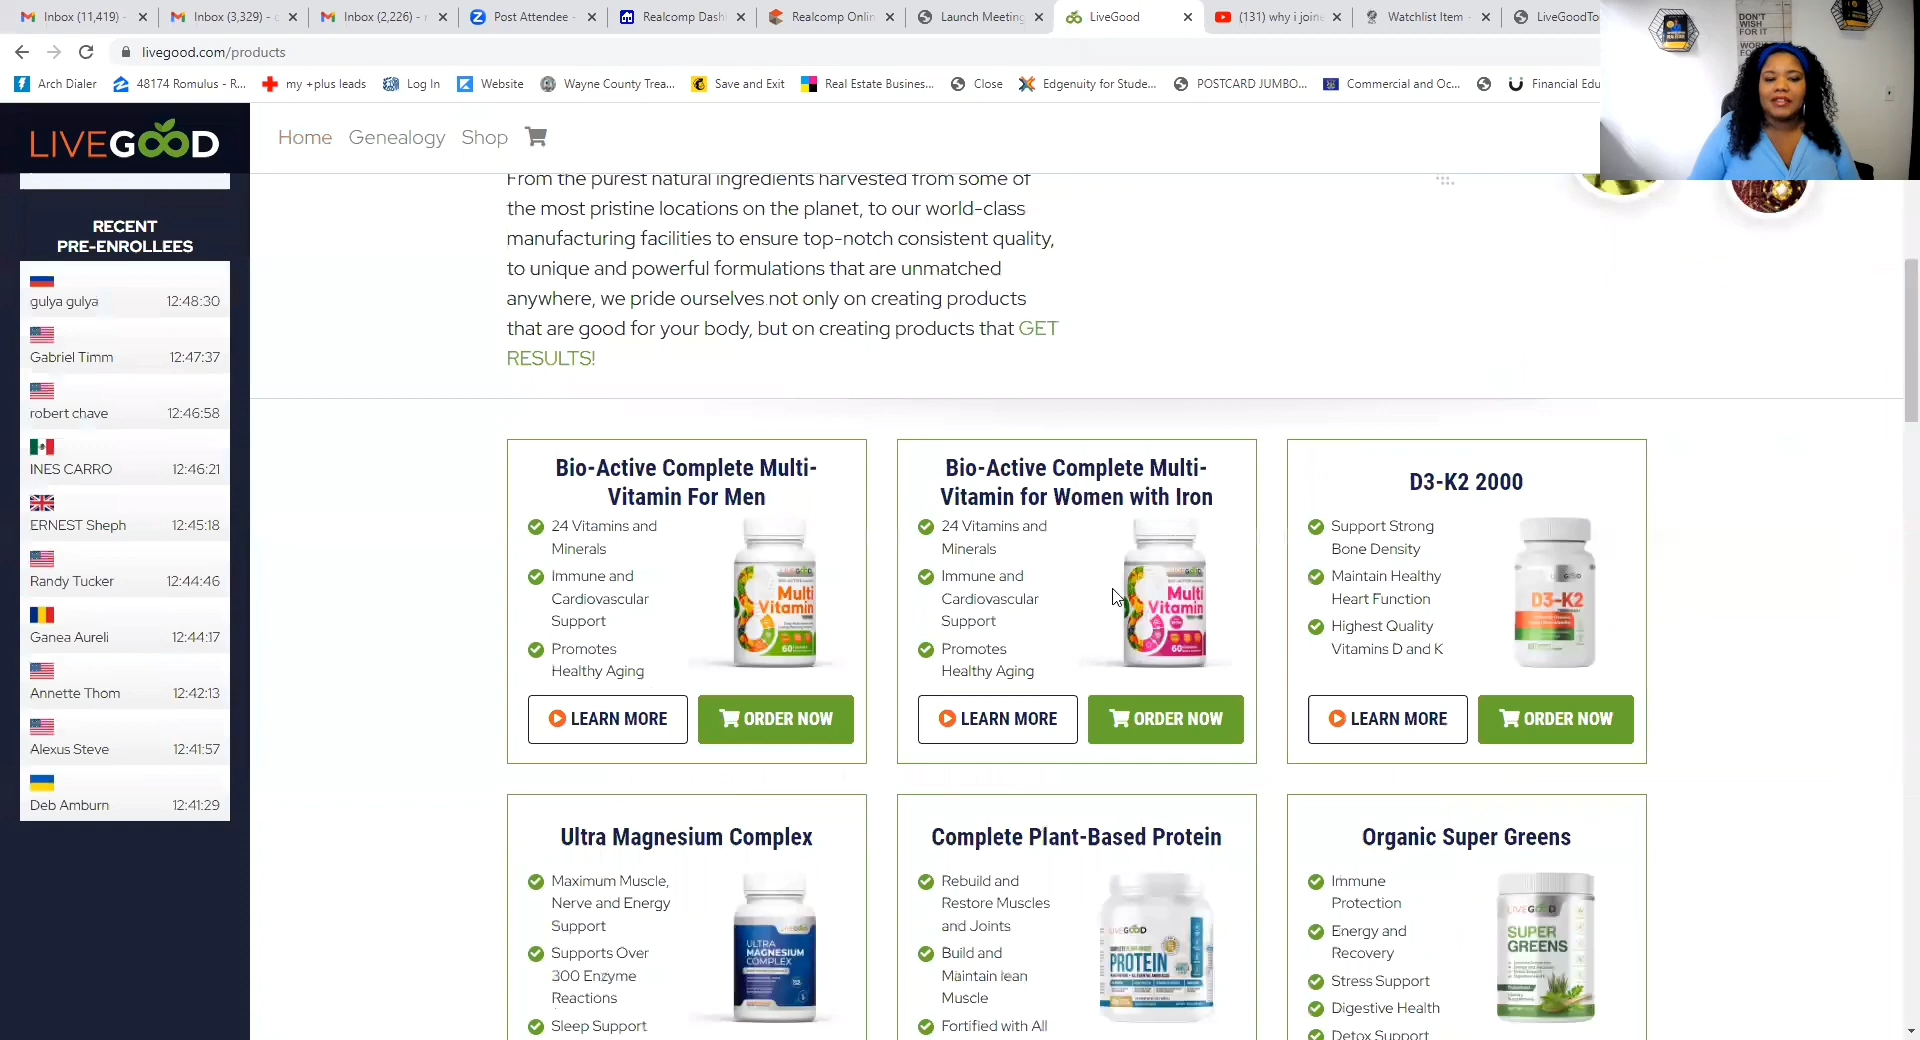 Inbox (11,419) -
Inbox (3,329) - c
Inbox (2,226) - r
Post Attendee -
Realcomp Dash
Realcomp Onlin
Launch Meeting
LiveGood
(131) why i joine
Watchlist Item -
LiveGoodTo
livegood.com/products
Arch Dialer
48174 Romulus - R...
my +plus leads
Log In
Website
Wayne County Trea...
Save and Exit
Real Estate Busines...
Close
Edgenuity for Stude...
POSTCARD JUMBO...
Commercial and Oc...
Financial Edu
DON'T
WISH
FOR IT
WORK
LIVEGOOD
Home
Genealogy
Shop
RECENT
PRE-ENROLLEES
gulya gulya 12:48:30
Gabriel Timm 12:47:37
robert chave 12:46:58
INES CARRO 12:46:21
ERNEST Sheph 12:45:18
Randy Tucker 12:44:46
Ganea Aureli 12:44:17
Annette Thom 12:42:13
Alexus Steve 12:41:57
Deb Amburn 12:41:29
From the purest natural ingredients harvested from some of
the most pristine locations on the planet, to our world-class
manufacturing facilities to ensure top-notch consistent quality,
to unique and powerful formulations that are unmatched
anywhere, we pride ourselves not only on creating products
that are good for your body, but on creating products that GET
RESULTS!
Bio-Active Complete Multi-
Vitamin For Men
24 Vitamins and
Minerals
Immune and
Cardiovascular
Support
Promotes
Healthy Aging
Multi
Vitamin
60
LEARN MORE
ORDER NOW
Bio-Active Complete Multi-
Vitamin for Women with Iron
24 Vitamins and
Minerals
Immune and
Cardiovascular
Support
Promotes
Healthy Aging
Multi
Vitamin
60
LEARN MORE
ORDER NOW
D3-K2 2000
Support Strong
Bone Density
Maintain Healthy
Heart Function
Highest Quality
Vitamins D and K
D3-K2
LEARN MORE
ORDER NOW
Ultra Magnesium Complex
Maximum Muscle,
Nerve and Energy
Support
Supports Over
300 Enzyme
Reactions
Sleep Support
LIVEGOOD
ULTRA
MAGNESIUM
COMPLEX
Complete Plant-Based Protein
Rebuild and
Restore Muscles
and Joints
Build and
Maintain lean
Muscle
Fortified with All
LIVEGOOD
PROTEIN
Organic Super Greens
Immune
Protection
Energy and
Recovery
Stress Support
Digestive Health
Detox Support
LIVEGOOD
SUPER
GREENS